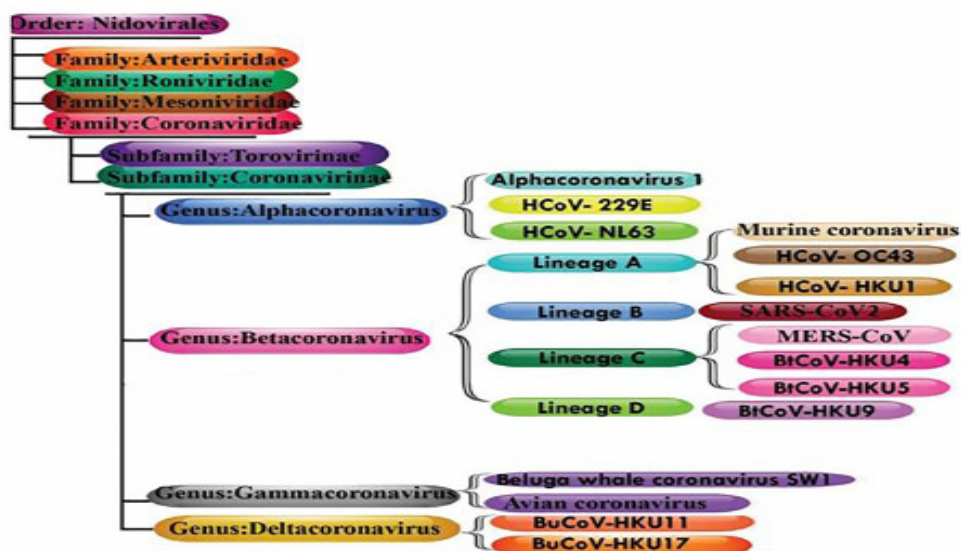 Order: Nidovirales
Family:Arteriviridae
Family:Roniviridae
Family:Mesoniviridae
Family:Coronaviridae
Subfamily:Torovirinae
Subfamily:Coronavirinae
Genus:Alphacoronavirus
Alphacoronavirus 1
HCoV- 229E
HCoV- NL63
Genus:Betacoronavirus
Lineage A
Murine coronavirus
HCoV- OC43
HCoV- HKU1
Lineage B
SARS-CoV2
Lineage C
MERS-CoV
BtCoV-HKU4
BtCoV-HKU5
Lineage D
BtCoV-HKU9
Genus:Gammacoronavirus
Beluga whale coronavirus SW1
Avian coronavirus
Genus:Deltacoronavirus
BuCoV-HKU11
BuCoV-HKU17